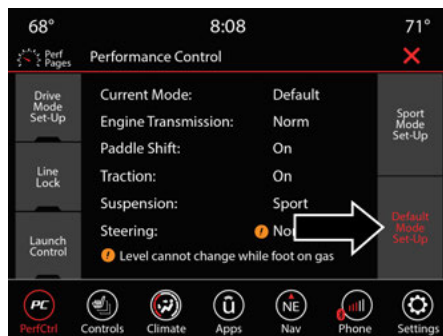 68° 8:08 71°
Perf
Pages
Performance Control
Drive
Mode
Set-Up
Line
Lock
Launch
Control
Current Mode: Default
Engine Transmission: Norm
Paddle Shift: On
Traction: On
Suspension: Sport
Steering:
Level cannot change while foot on gas
Sport
Mode
Set-Up
Default
Mode
Set-Up
PC
PerfCtrl
Controls
Climate
ū
Apps
NE
Nav
Phone
Settings